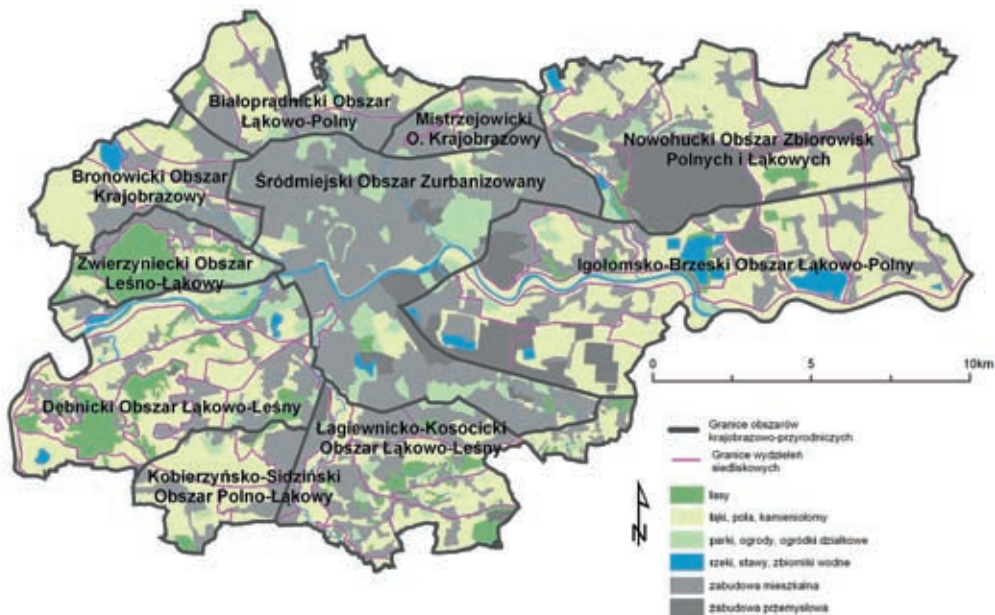 Białoprądnicki Obszar
Łąkowo-Polny
Mistrzejowicki
O. Krajobrazowy
Nowohucki Obszar Zbiorowisk
Polnych i Łąkowych
Bronowicki Obszar
Krajobrazowy
Śródmiejski Obszar Zurbanizowany
Zwierzyniecki Obszar
Leśno-Łąkowy
Igołomsko-Brzeski Obszar Łąkowo-Polny
Dębnicki Obszar Łąkowo-Leśny
Łagiewnicko-Kosocicki
Obszar Łąkowo-Leśny
Kobierzyńsko-Sidziński
Obszar Polno-Łąkowy
0 5 10km
Granice obszarów
krajobrazowo-przyrodniczych
Granice wydzieleń
siedliskowych
lasy
łąki, pola, kamieniołomy
parki, ogrody, ogródki działkowe
rzeki, stawy, zbiorniki wodne
zabudowa mieszkalna
zabudowa przemysłowa
N